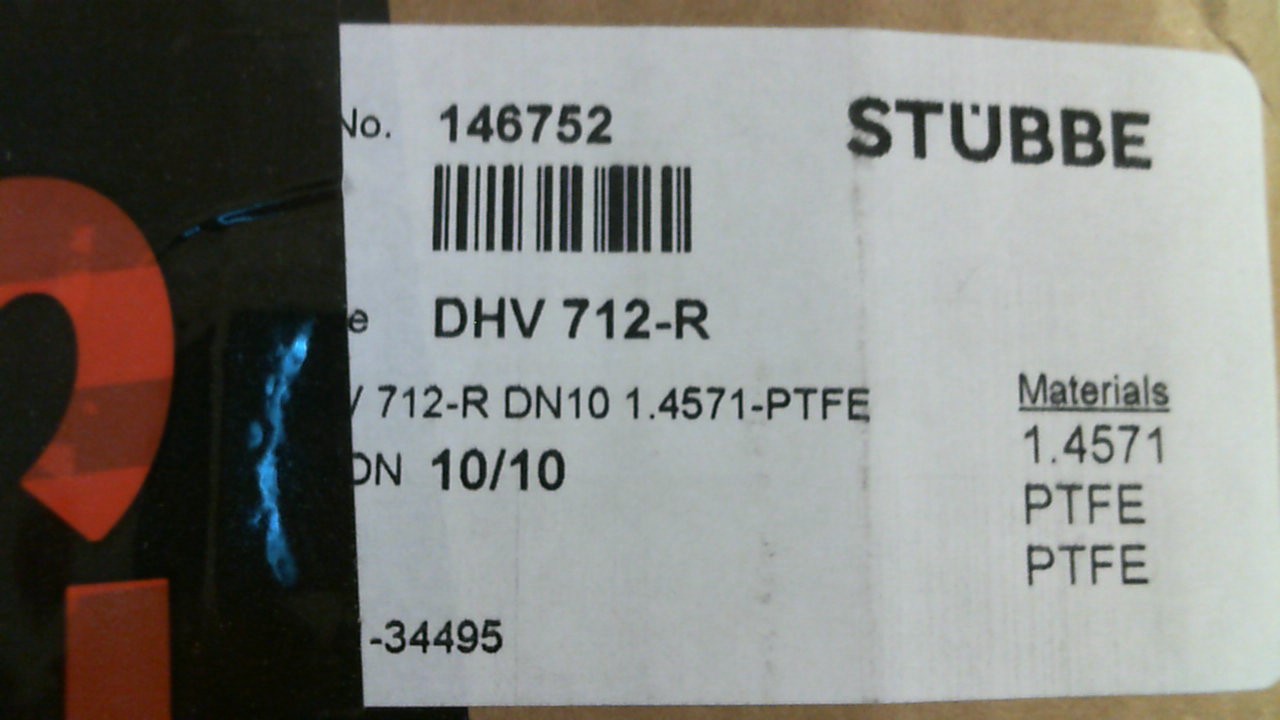 No. 146752
STÜBBE
DHV 712-R
712-R DN10 1.4571-PTFE
DN 10/10
Materials
1.4571
PTFE
PTFE
-34495